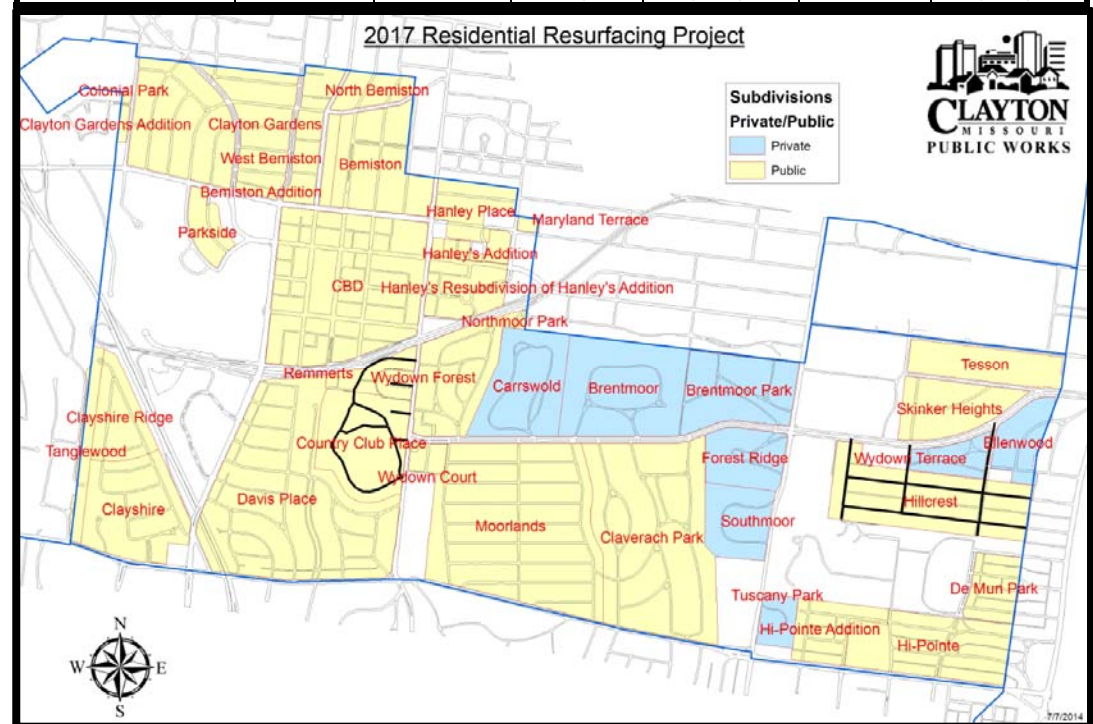 2017 Residential Resurfacing Project
CLAYTON
MISSOURI
PUBLIC WORKS
Subdivisions
Private/Public
Private
Public
Colonial Park
North Bemiston
Clayton Gardens Addition
Clayton Gardens
West Bemiston
Bemiston
Bemiston Addition
Hanley Place
Maryland Terrace
Parkside
Hanley's Addition
CBD
Hanley's Resubdivision of Hanley's Addition
Northmoor Park
Remmerts
Wydown Forest
Carrswold
Brentmoor
Brentmoor Park
Tesson
Skinker Heights
Clayshire Ridge
Tanglewood
Country Club Place
Forest Ridge
Wydown Terrace
Ellenwood
Wydown Court
Clayshire
Davis Place
Moorlands
Claverach Park
Southmoor
Hillcrest
Tuscany Park
De Mun Park
Hi-Pointe Addition
Hi-Pointe
N
W
E
S
7/7/2014